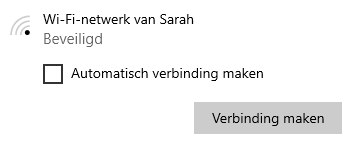 Wi-Fi-netwerk van Sarah
Beveiligd
Automatisch verbinding maken
Verbinding maken